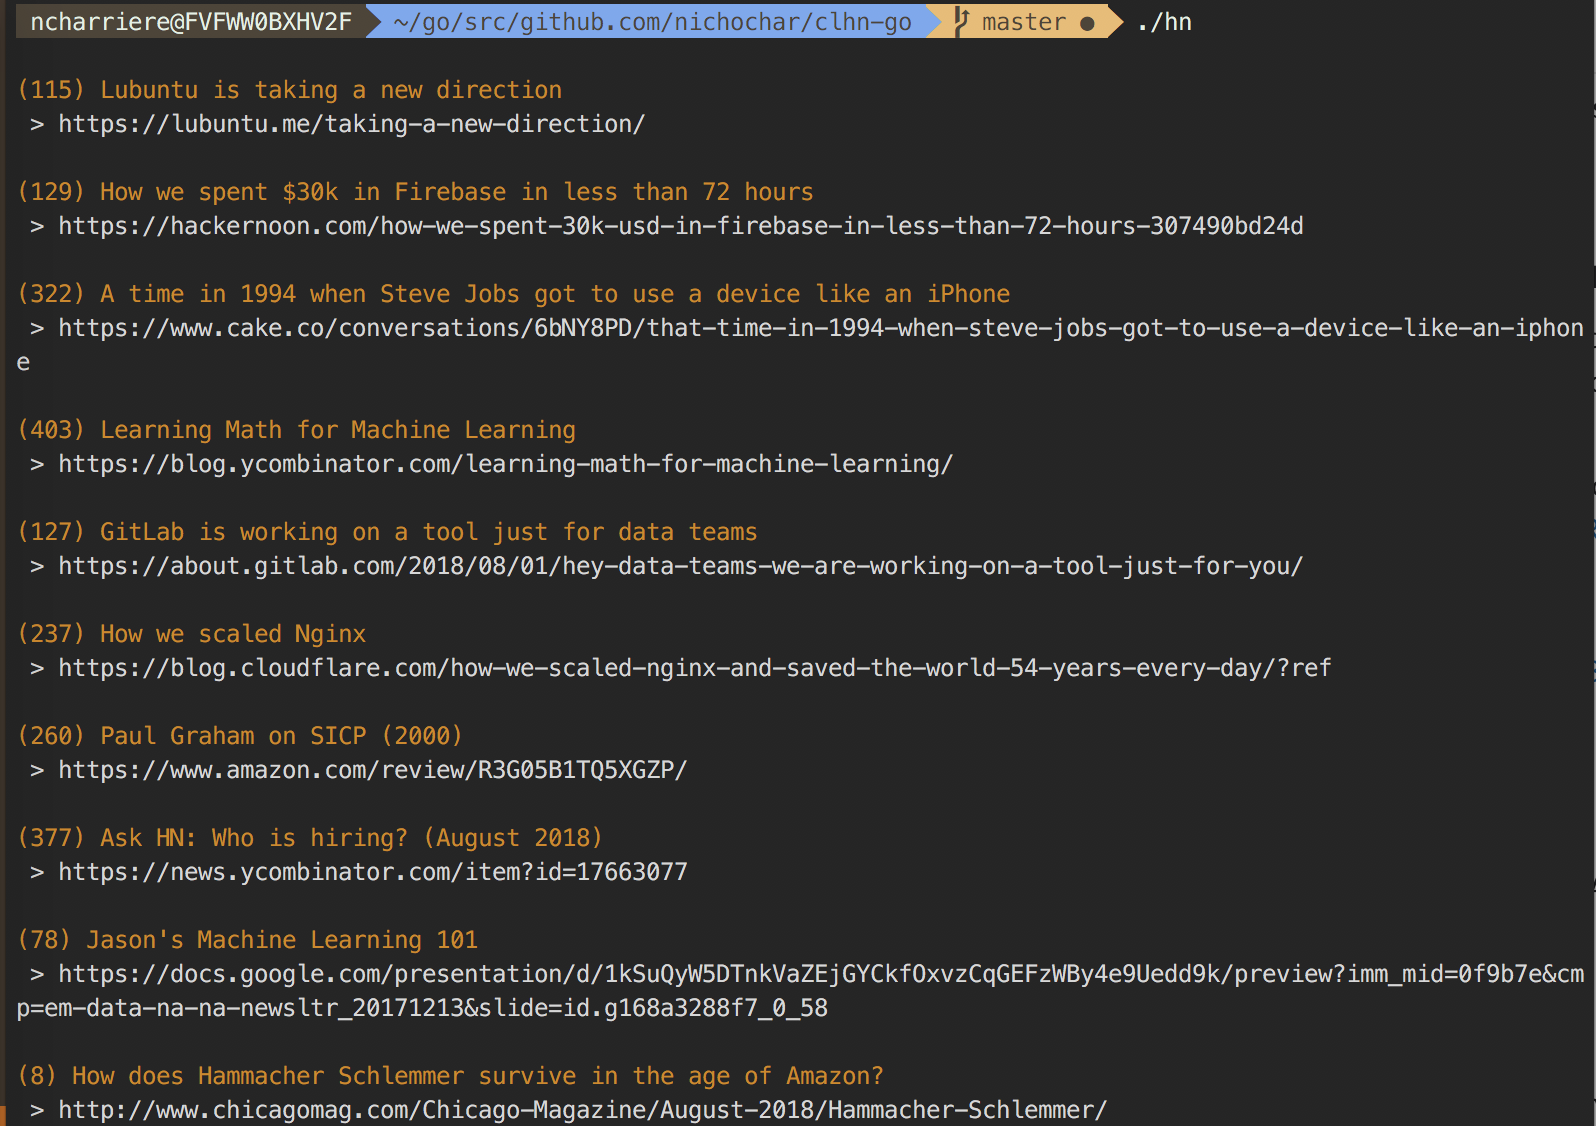 ncharriere@FVFWW0BXHV2F ~/go/src/github.com/nichochar/clhn-go master ● ./hn
(115) Lubuntu is taking a new direction
> https://lubuntu.me/taking-a-new-direction/
(129) How we spent $30k in Firebase in less than 72 hours
> https://hackernoon.com/how-we-spent-30k-usd-in-firebase-in-less-than-72-hours-307490bd24d
(322) A time in 1994 when Steve Jobs got to use a device like an iPhone
> https://www.cake.co/conversations/6bNY8PD/that-time-in-1994-when-steve-jobs-got-to-use-a-device-like-an-iphon
e
(403) Learning Math for Machine Learning
> https://blog.ycombinator.com/learning-math-for-machine-learning/
(127) GitLab is working on a tool just for data teams
> https://about.gitlab.com/2018/08/01/hey-data-teams-we-are-working-on-a-tool-just-for-you/
(237) How we scaled Nginx
> https://blog.cloudflare.com/how-we-scaled-nginx-and-saved-the-world-54-years-every-day/?ref
(260) Paul Graham on SICP (2000)
> https://www.amazon.com/review/R3G05B1TQ5XGZP/
(377) Ask HN: Who is hiring? (August 2018)
> https://news.ycombinator.com/item?id=17663077
(78) Jason's Machine Learning 101
> https://docs.google.com/presentation/d/1kSuQyW5DTnkVaZEjGYCkfOxvzCqGEFzWBy4e9Uedd9k/preview?imm_mid=0f9b7e&cm
p=em-data-na-na-newsltr_20171213&slide=id.g168a3288f7_0_58
(8) How does Hammacher Schlemmer survive in the age of Amazon?
> http://www.chicagomag.com/Chicago-Magazine/August-2018/Hammacher-Schlemmer/